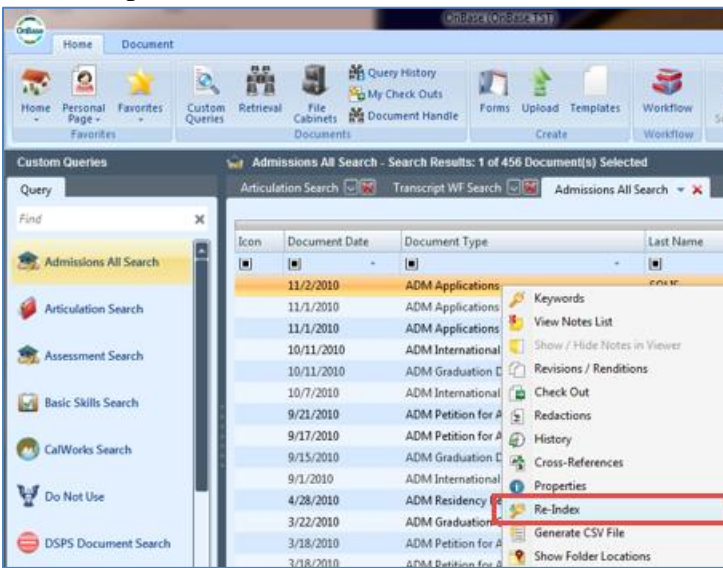 OnBase (OnBase TST)
OnBase
Home Document
Home Personal Page Favorites Custom Queries Retrieval File Cabinets Query History
My Check Outs
Document Handle
Forms Upload Templates Workflow
Favorites Documents Create Workflow
Custom Queries
Admissions All Search - Search Results: 1 of 456 Document(s) Selected
Query
Articulation Search Transcript WF Search Admissions All Search
Find
Icon Document Date Document Type Last Name
Admissions All Search
Articulation Search
Assessment Search
Basic Skills Search
CalWorks Search
Do Not Use
DSPS Document Search
11/2/2010 ADM Applications
11/1/2010 ADM Applications
11/1/2010 ADM Applications
10/11/2010 ADM International
10/11/2010 ADM Graduation
10/7/2010 ADM International
9/21/2010 ADM Petition for
9/17/2010 ADM Petition for
9/15/2010 ADM Graduation
9/1/2010 ADM International
4/28/2010 ADM Residency
3/22/2010 ADM Graduation
3/18/2010 ADM Petition for
3/18/2010 ADM Petition for
Keywords
View Notes List
Show / Hide Notes in Viewer
Revisions / Renditions
Check Out
Redactions
History
Cross-References
Properties
Re-Index
Generate CSV File
Show Folder Locations